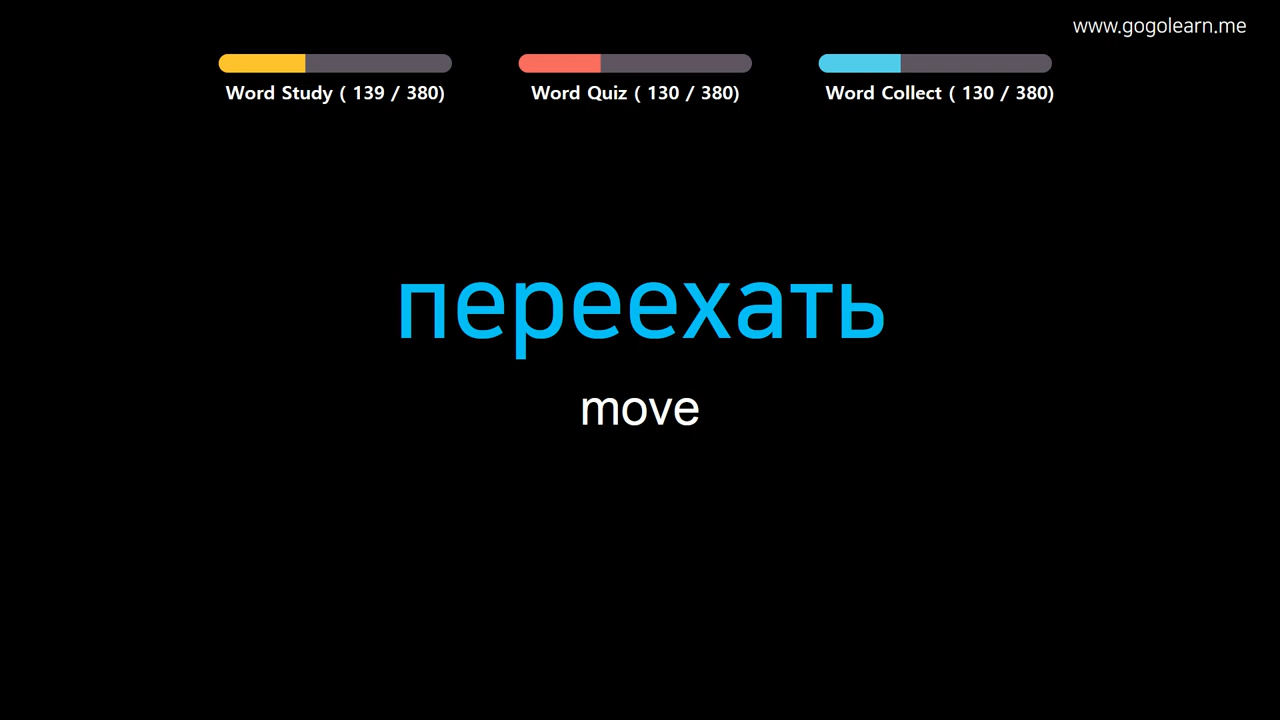 www.gogolearn.me
Word Study ( 139 / 380)
Word Quiz ( 130 / 380)
Word Collect ( 130 / 380)
переехать
move